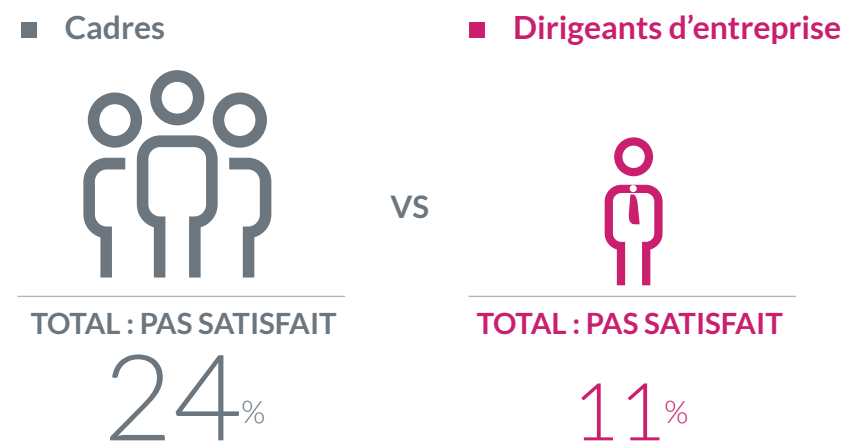 Cadres
Dirigeants d’entreprise
VS
TOTAL : PAS SATISFAIT
24%
TOTAL : PAS SATISFAIT
11%